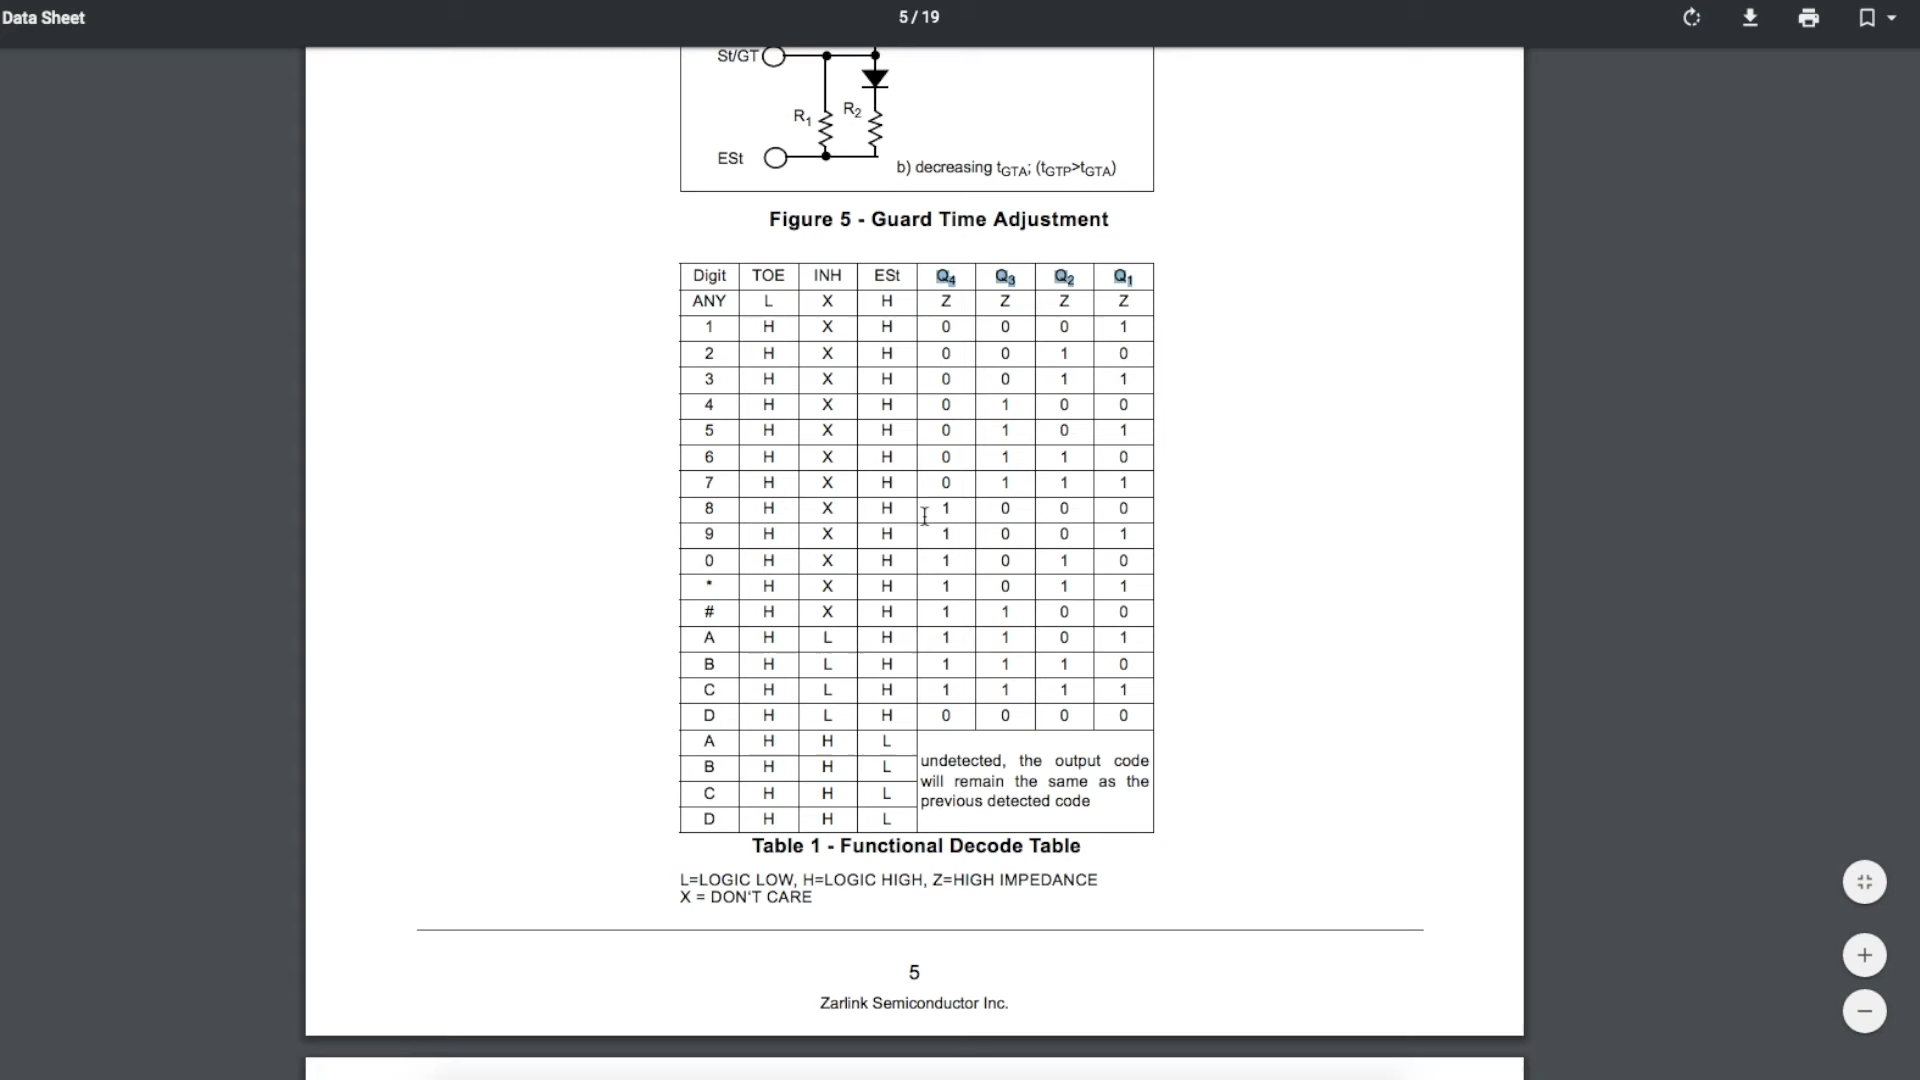 Data Sheet
5 / 19
St/GT
R1
R2
ESt
b) decreasing tGTA; (tGTP>tGTA)
Figure 5 - Guard Time Adjustment
Digit TOE INH ESt Q4 Q3 Q2 Q1
ANY L X H Z Z Z Z
1 H X H 0 0 0 1
2 H X H 0 0 1 0
3 H X H 0 0 1 1
4 H X H 0 1 0 0
5 H X H 0 1 0 1
6 H X H 0 1 1 0
7 H X H 0 1 1 1
8 H X H 1 0 0 0
9 H X H 1 0 0 1
0 H X H 1 0 1 0
* H X H 1 0 1 1
# H X H 1 1 0 0
A H L H 1 1 0 1
B H L H 1 1 1 0
C H L H 1 1 1 1
D H L H 0 0 0 0
A H H L
B H H L
C H H L
D H H L
undetected, the output code
will remain the same as the
previous detected code
Table 1 - Functional Decode Table
L=LOGIC LOW, H=LOGIC HIGH, Z=HIGH IMPEDANCE
X = DON'T CARE
5
Zarlink Semiconductor Inc.